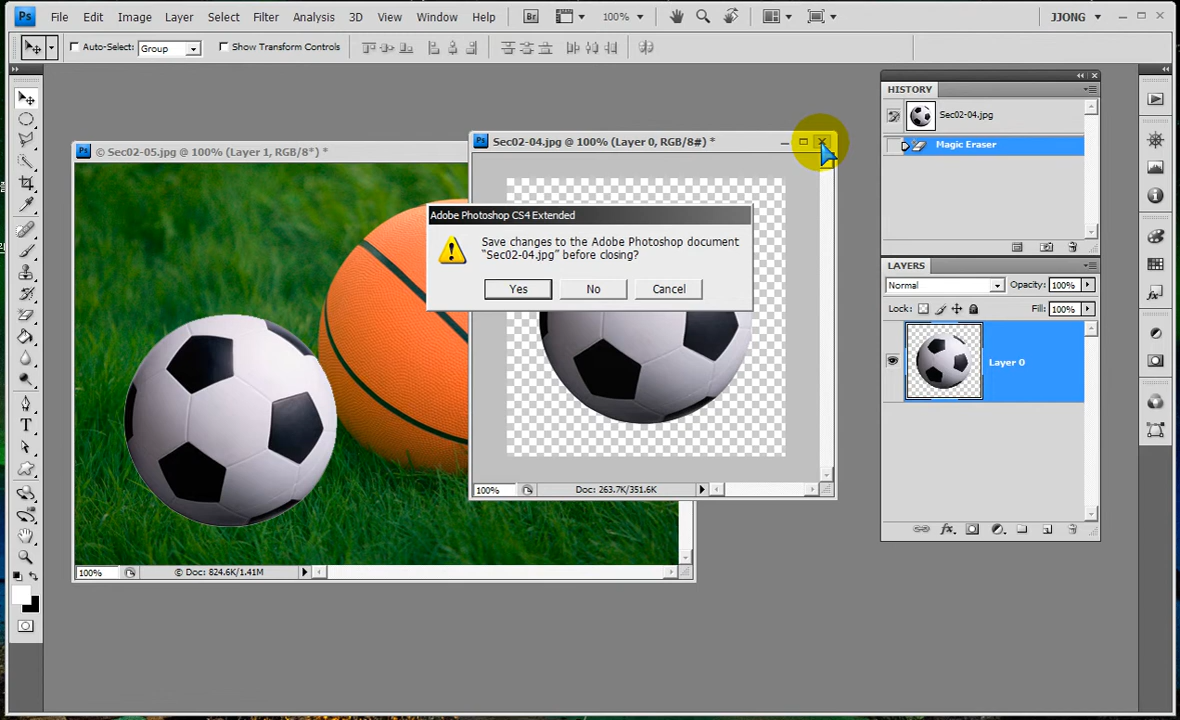 Ps File Edit Image Layer Select Filter Analysis 3D View Window Help Br 100% JJONG
Auto-Select: Group Show Transform Controls
HISTORY
Sec02-04.jpg
Magic Eraser
Ps © Sec02-05.jpg @ 100% (Layer 1, RGB/8*) *
Ps Sec02-04.jpg @ 100% (Layer 0, RGB/8#) *
Adobe Photoshop CS4 Extended
Save changes to the Adobe Photoshop document
“Sec02-04.jpg” before closing?
Yes No Cancel
LAYERS
Normal Opacity: 100%
Lock: Fill: 100%
Layer 0
T
100% Doc: 263.7K/351.6K
100% © Doc: 824.6K/1.41M